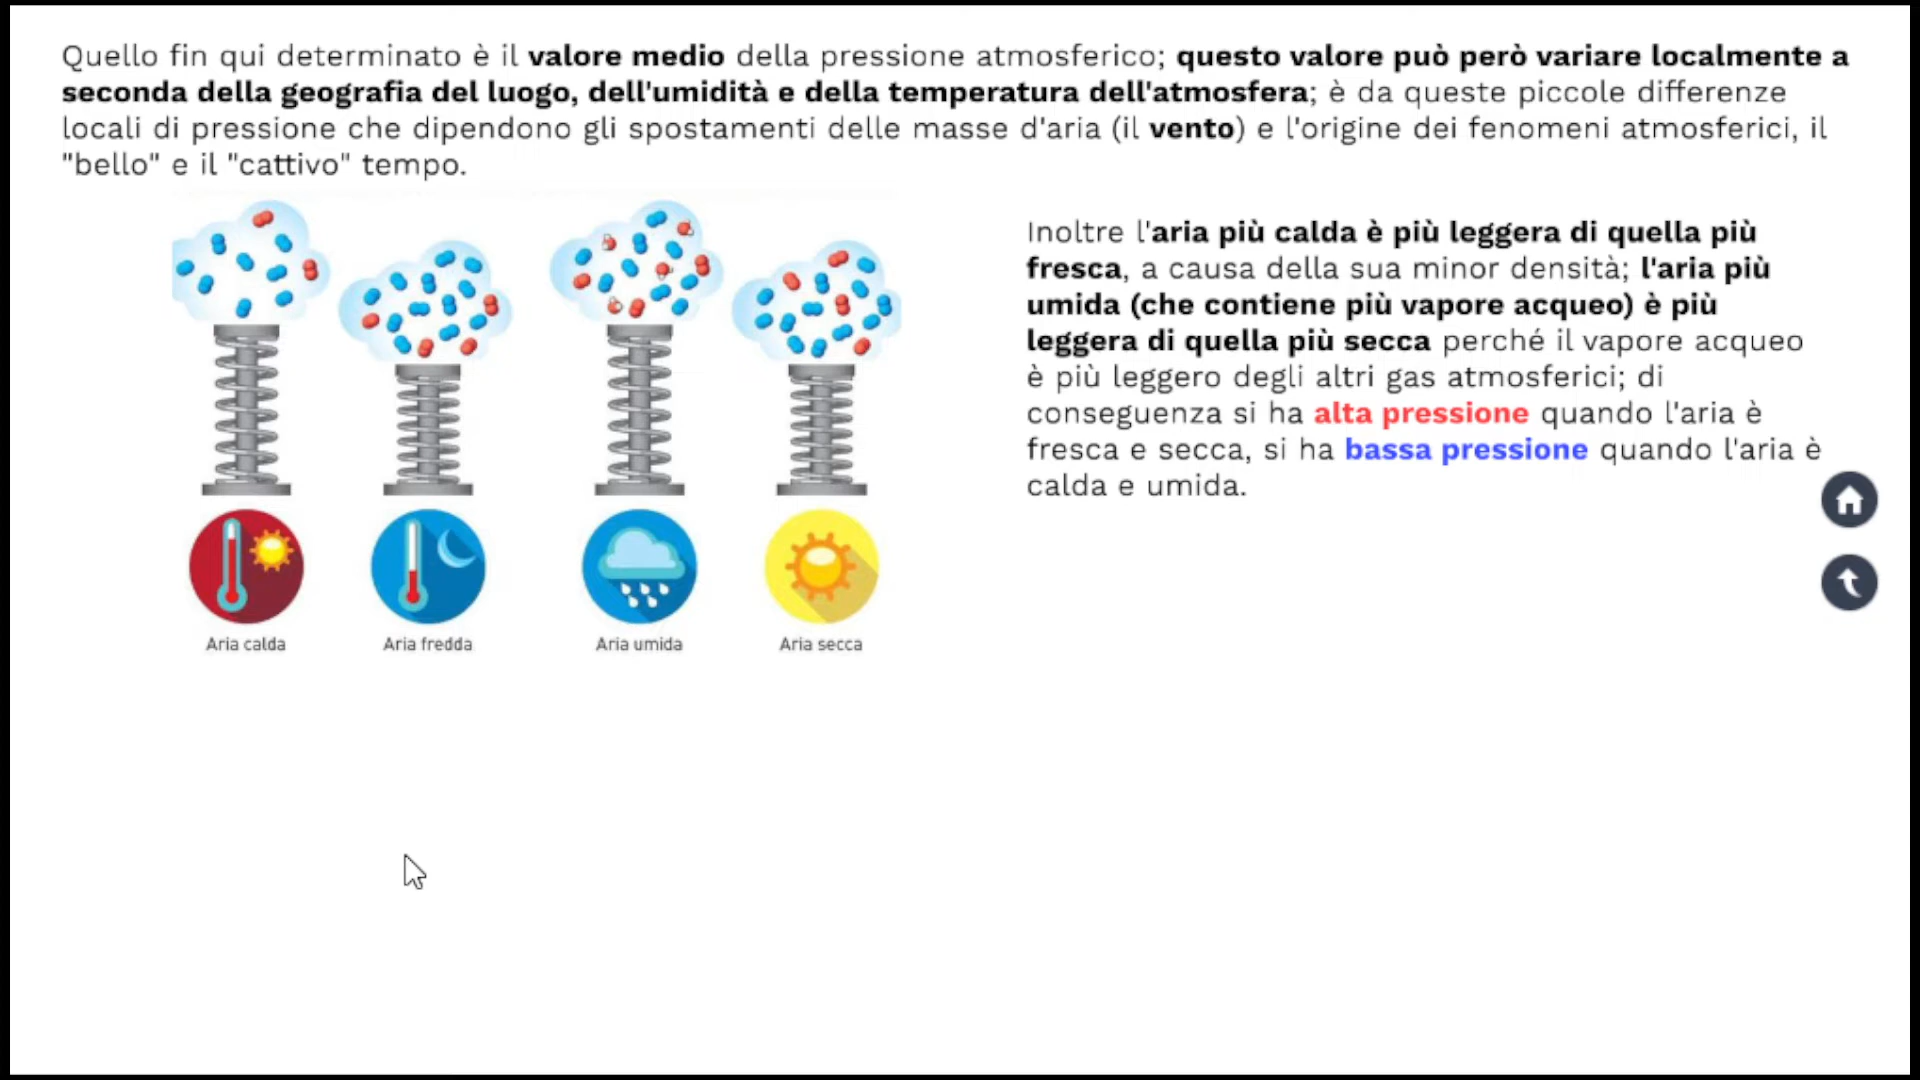 Quello fin qui determinato è il valore medio della pressione atmosferico; questo valore può però variare localmente a
seconda della geografia del luogo, dell'umidità e della temperatura dell'atmosfera; è da queste piccole differenze
locali di pressione che dipendono gli spostamenti delle masse d'aria (il vento) e l'origine dei fenomeni atmosferici, il
"bello" e il "cattivo" tempo.
Inoltre l'aria più calda è più leggera di quella più
fresca, a causa della sua minor densità; l'aria più
umida (che contiene più vapore acqueo) è più
leggera di quella più secca perché il vapore acqueo
è più leggero degli altri gas atmosferici; di
conseguenza si ha alta pressione quando l'aria è
fresca e secca, si ha bassa pressione quando l'aria è
calda e umida.
Aria calda
Aria fredda
Aria umida
Aria secca